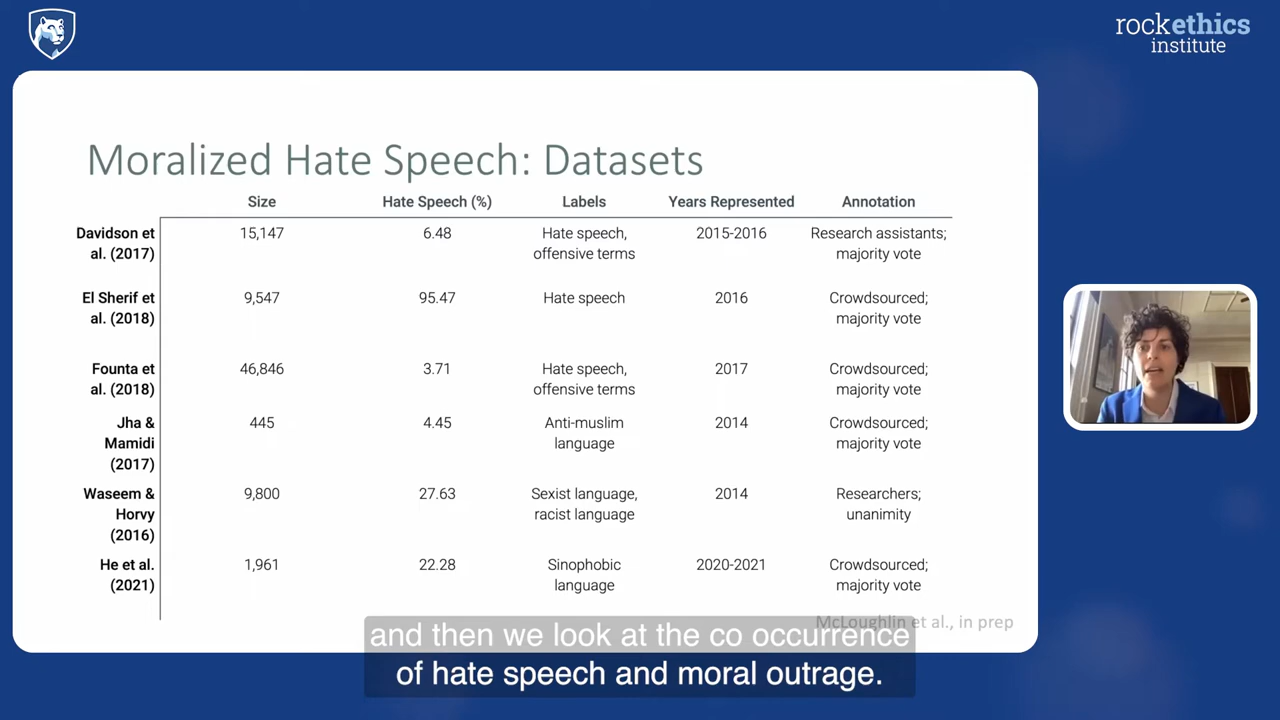 rockethics
institute
Moralized Hate Speech: Datasets
Size Hate Speech (%) Labels Years Represented Annotation
Davidson et al. (2017) 15,147 6.48 Hate speech, offensive terms 2015-2016 Research assistants; majority vote
El Sherif et al. (2018) 9,547 95.47 Hate speech 2016 Crowdsourced; majority vote
Founta et al. (2018) 46,846 3.71 Hate speech, offensive terms 2017 Crowdsourced; majority vote
Jha & Mamidi (2017) 445 4.45 Anti-muslim language 2014 Crowdsourced; majority vote
Waseem & Horvy (2016) 9,800 27.63 Sexist language, racist language 2014 Researchers; unanimity
He et al. (2021) 1,961 22.28 Sinophobic language 2020-2021 Crowdsourced; majority vote
McLoughlin et al., in prep
and then we look at the co occurrence
of hate speech and moral outrage.